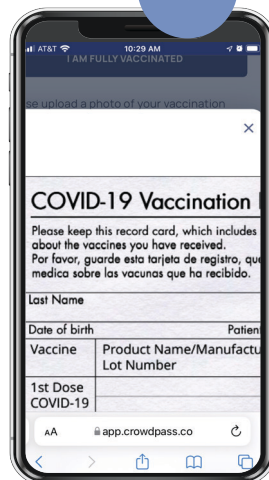 AT&T 10:29 AM
I AM FULLY VACCINATED
se upload a photo of your vaccination
COVID-19 Vaccination
Please keep this record card, which includes
about the vaccines you have received.
Por favor, guarde esta tarjeta de registro, que
medica sobre las vacunas que ha recibido.
Last Name
Date of birth Patien
Vaccine Product Name/Manufactu
Lot Number
1st Dose
COVID-19
AA app.crowdpass.co